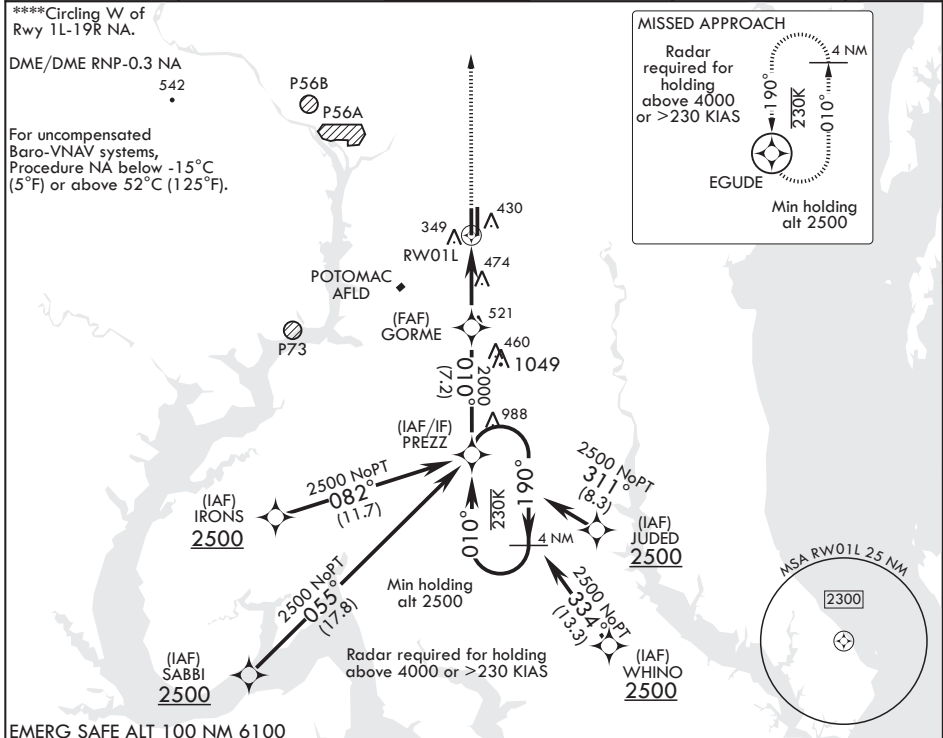 ****Circling W of
Rwy 1L-19R NA.
DME/DME RNP-0.3 NA
542
For uncompensated
Baro-VNAV systems,
Procedure NA below -15°C
(5°F) or above 52°C (125°F).
P56B
P56A
MISSED APPROACH
Radar
required for
holding
above 4000
or >230 KIAS
4 NM
190°
230K
010°
EGUDE
Min holding
alt 2500
430
349
RW01L
474
POTOMAC
AFLD
(FAF)
GORME
521
P73
460
1049
010°
2000
(7.2)
988
(IAF/IF)
PREZZ
2500 NoPT
082°
(11.7)
(IAF)
IRONS
2500
190°
230K
010°
4 NM
2500 NoPT
311°
(8.3)
(IAF)
JUDED
2500
Min holding
alt 2500
2500 NoPT
055°
(17.8)
(IAF)
SABBI
2500
2500 NoPT
334°
(13.3)
(IAF)
WHINO
2500
Radar required for holding
above 4000 or >230 KIAS
MSA RW01L 25 NM
2300
EMERG SAFE ALT 100 NM 6100